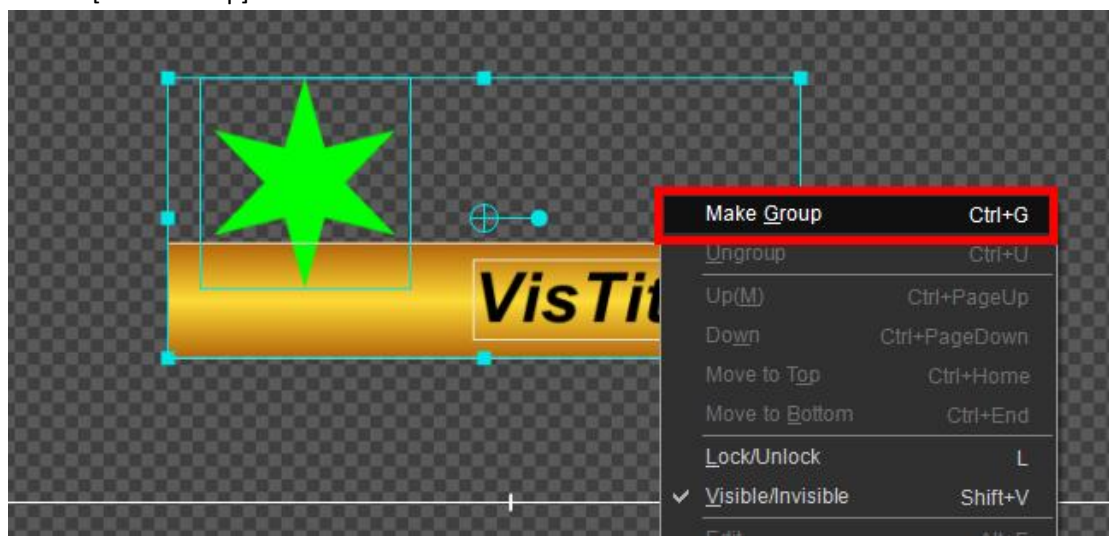 VisTit
Make Group Ctrl+G
Ungroup Ctrl+U
Up(M) Ctrl+PageUp
Down Ctrl+PageDown
Move to Top Ctrl+Home
Move to Bottom Ctrl+End
Lock/Unlock L
Visible/Invisible Shift+V